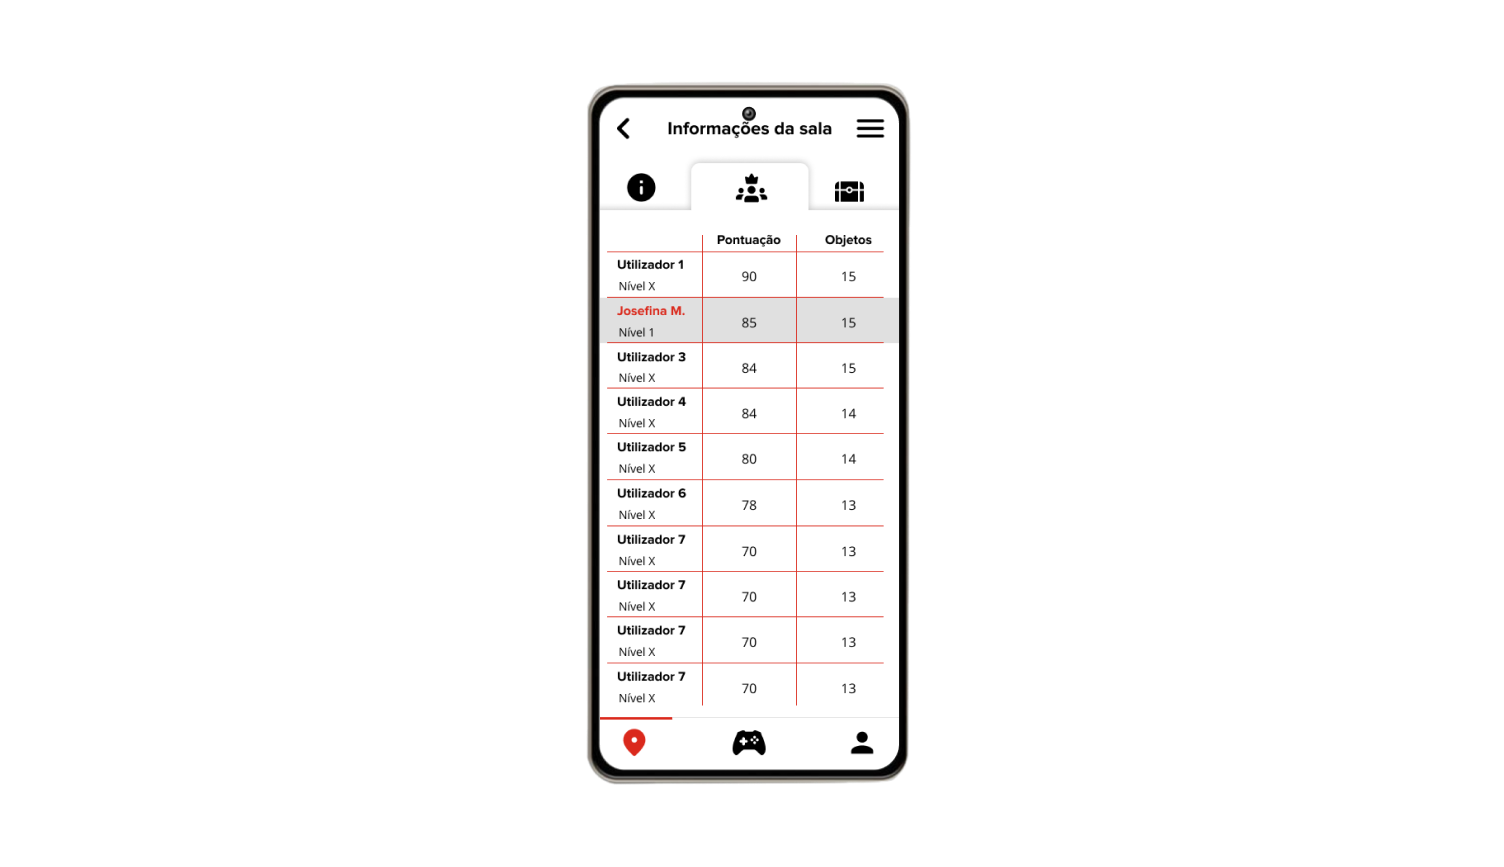 Informações da sala
Pontuação Objetos
Utilizador 1
Nível X
90 15
Josefina M.
Nível 1
85 15
Utilizador 3
Nível X
84 15
Utilizador 4
Nível X
84 14
Utilizador 5
Nível X
80 14
Utilizador 6
Nível X
78 13
Utilizador 7
Nível X
70 13
Utilizador 7
Nível X
70 13
Utilizador 7
Nível X
70 13
Utilizador 7
Nível X
70 13